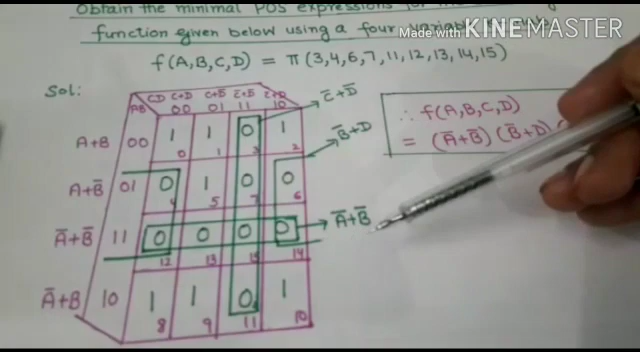 Obtain the minimal POS expressions
Made With KINEMASTER
function given below using a four variable
f(A,B,C,D) = π(3,4,6,7,11,12,13,14,15)
Sol:
CD C+D C+D̅ C̅+D̅ C̅+D
AB 00 01 11 10
C̅+D̅
A+B 00 1 1 0 1
0 1 3 2
B̅+D
∴ f(A,B,C,D)
= (A̅+B̅) (B̅+D)
A+B̅ 01 0 1 0 0
4 5 7 6
A̅+B̅ 11 0 0 0 0
A̅+B̅
12 13 15 14
A̅+B 10 1 1 0 1
8 9 11 10